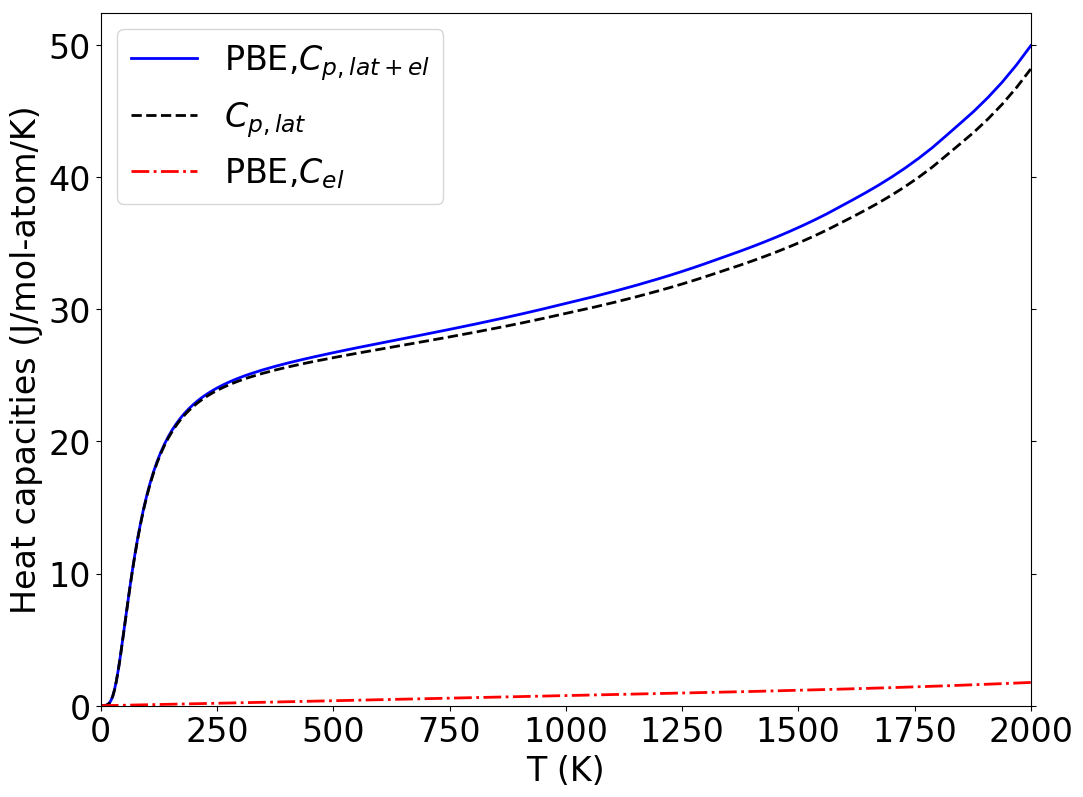 50
40
30
20
10
0
Heat capacities (J/mol-atom/K)
PBE,C_{p, lat + el}
C_{p, lat}
PBE,C_{el}
0 250 500 750 1000 1250 1500 1750 2000
T (K)